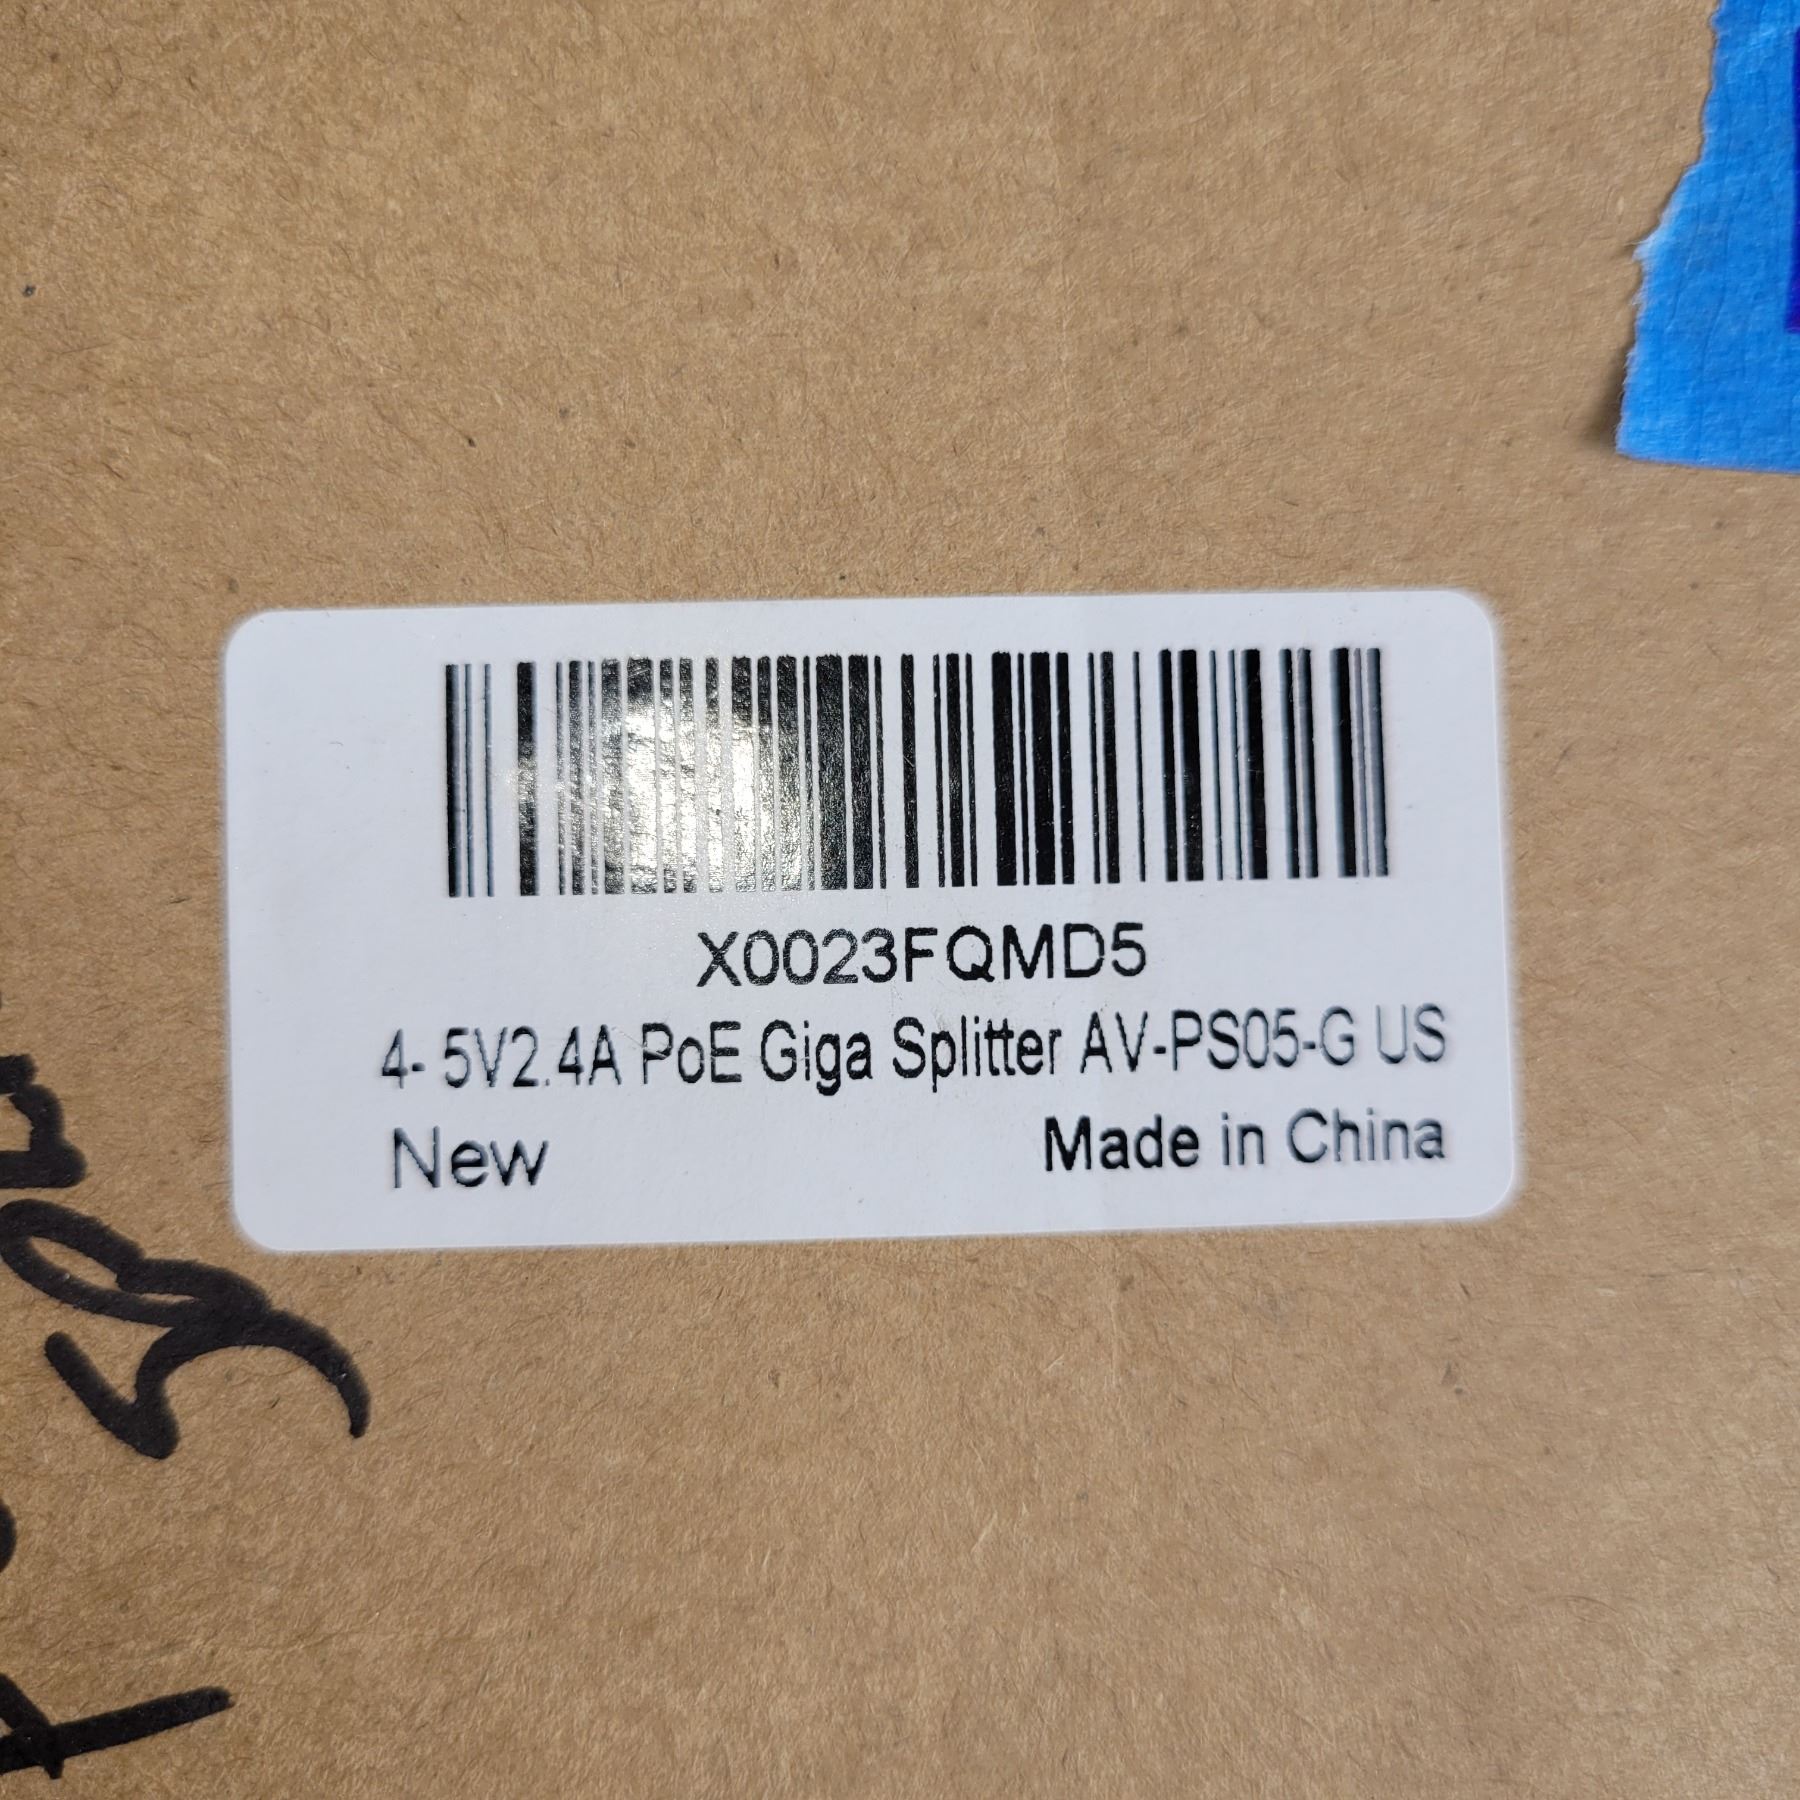 X0023FQMD5
4- 5V2.4A PoE Giga Splitter AV-PS05-G US
New Made in China